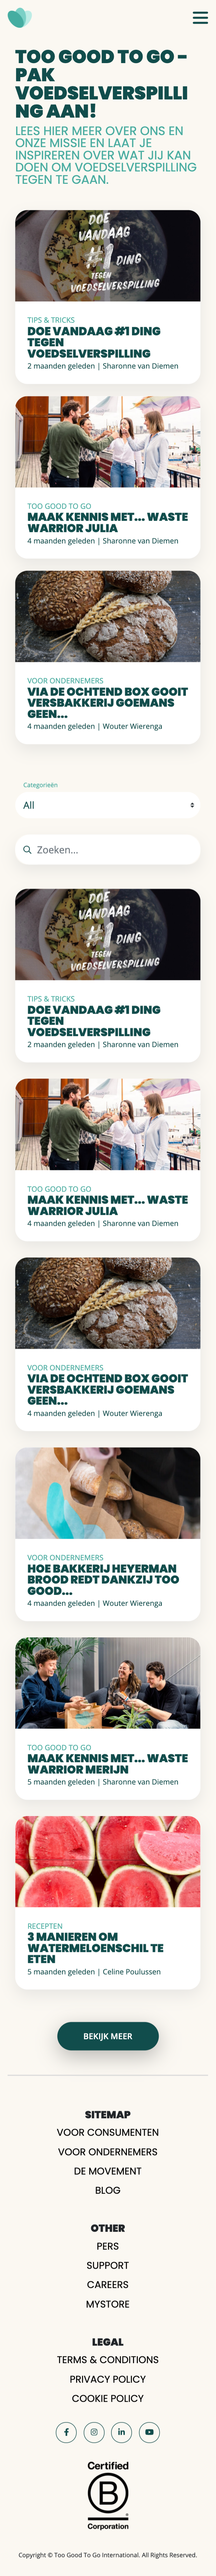 TOO GOOD TO GO -
PAK
VOEDSELVERSPILLI
NG AAN!
LEES HIER MEER OVER ONS EN
ONZE MISSIE EN LAAT JE
INSPIREREN OVER WAT JIJ KAN
DOEN OM VOEDSELVERSPILLING
TEGEN TE GAAN.
DOE
VANDAAG
#1 DING
TEGEN
VOEDSELVERSPILLING
TIPS & TRICKS
DOE VANDAAG #1 DING
TEGEN
VOEDSELVERSPILLING
2 maanden geleden | Sharonne van Diemen
TOO GOOD TO GO
MAAK KENNIS MET... WASTE
WARRIOR JULIA
4 maanden geleden | Sharonne van Diemen
VOOR ONDERNEMERS
VIA DE OCHTEND BOX GOOIT
VERSBAKKERIJ GOEMANS
GEEN...
4 maanden geleden | Wouter Wierenga
Categorieën
All
Zoeken...
DOE
VANDAAG
#1 DING
TEGEN
VOEDSELVERSPILLING
TIPS & TRICKS
DOE VANDAAG #1 DING
TEGEN
VOEDSELVERSPILLING
2 maanden geleden | Sharonne van Diemen
TOO GOOD TO GO
MAAK KENNIS MET... WASTE
WARRIOR JULIA
4 maanden geleden | Sharonne van Diemen
VOOR ONDERNEMERS
VIA DE OCHTEND BOX GOOIT
VERSBAKKERIJ GOEMANS
GEEN...
4 maanden geleden | Wouter Wierenga
VOOR ONDERNEMERS
HOE BAKKERIJ HEYERMAN
BROOD REDT DANKZIJ TOO
GOOD...
4 maanden geleden | Wouter Wierenga
TOO GOOD TO GO
MAAK KENNIS MET... WASTE
WARRIOR MERIJN
5 maanden geleden | Sharonne van Diemen
RECEPTEN
3 MANIEREN OM
WATERMELOENSCHIL TE
ETEN
5 maanden geleden | Celine Poulussen
BEKIJK MEER
SITEMAP
VOOR CONSUMENTEN
VOOR ONDERNEMERS
DE MOVEMENT
BLOG
OTHER
PERS
SUPPORT
CAREERS
MYSTORE
LEGAL
TERMS & CONDITIONS
PRIVACY POLICY
COOKIE POLICY
Certified
B
®
Corporation
Copyright © Too Good To Go International. All Rights Reserved.